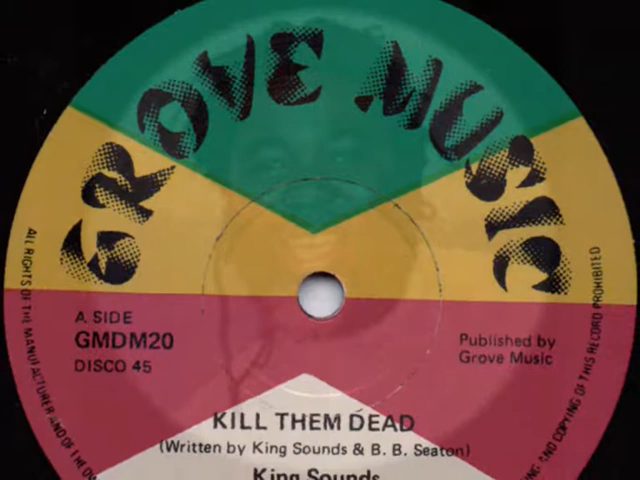 GROVE MUSIC
A SIDE
GMDM20
DISCO 45
Published by
Grove Music
KILL THEM DEAD
(Written by King Sounds & B. B. Seaton)
King Sounds
ALL RIGHTS OF THE MANUFACTURER AND OF THE
NG AND COPYING OF THIS RECORD PROHIBITED